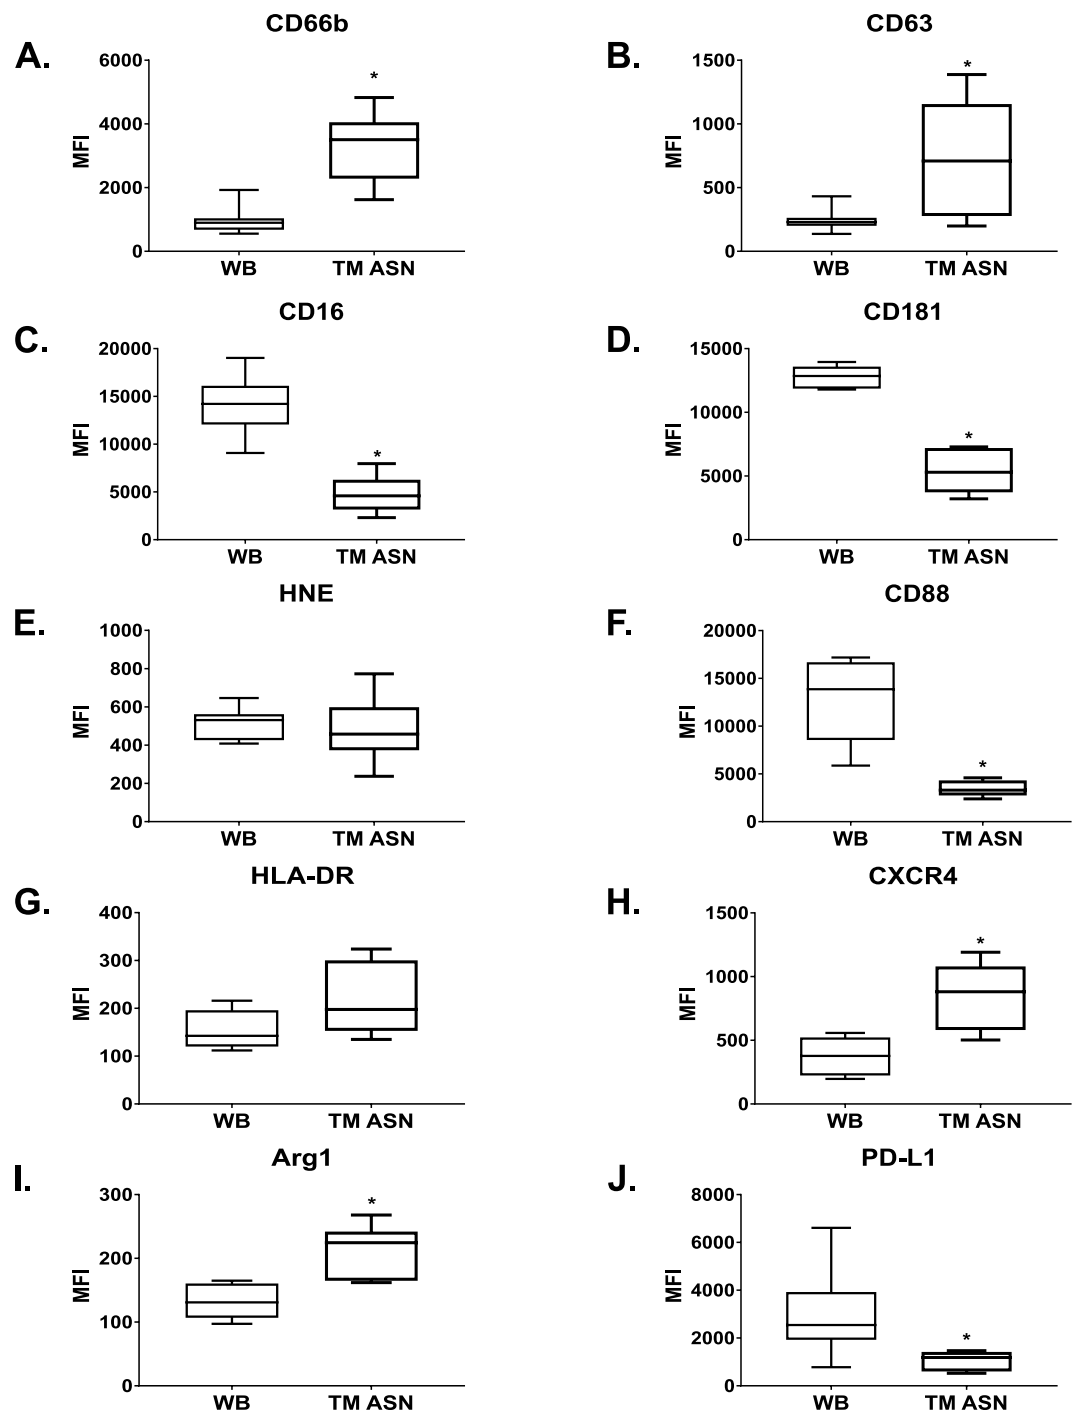 CD66b
A.
6000
*
4000
MFI
2000
0
WB TM ASN
CD63
B.
1500
*
1000
MFI
500
0
WB TM ASN
CD16
C.
20000
15000
MFI
10000
*
5000
0
WB TM ASN
CD181
D.
15000
10000
MFI
*
5000
0
WB TM ASN
HNE
E.
1000
800
600
MFI
400
200
0
WB TM ASN
CD88
F.
20000
15000
MFI
10000
5000
*
0
WB TM ASN
HLA-DR
G.
400
300
MFI
200
100
0
WB TM ASN
CXCR4
H.
1500
*
1000
MFI
500
0
WB TM ASN
Arg1
I.
300
*
200
MFI
100
0
WB TM ASN
PD-L1
J.
8000
6000
MFI
4000
2000
*
0
WB TM ASN